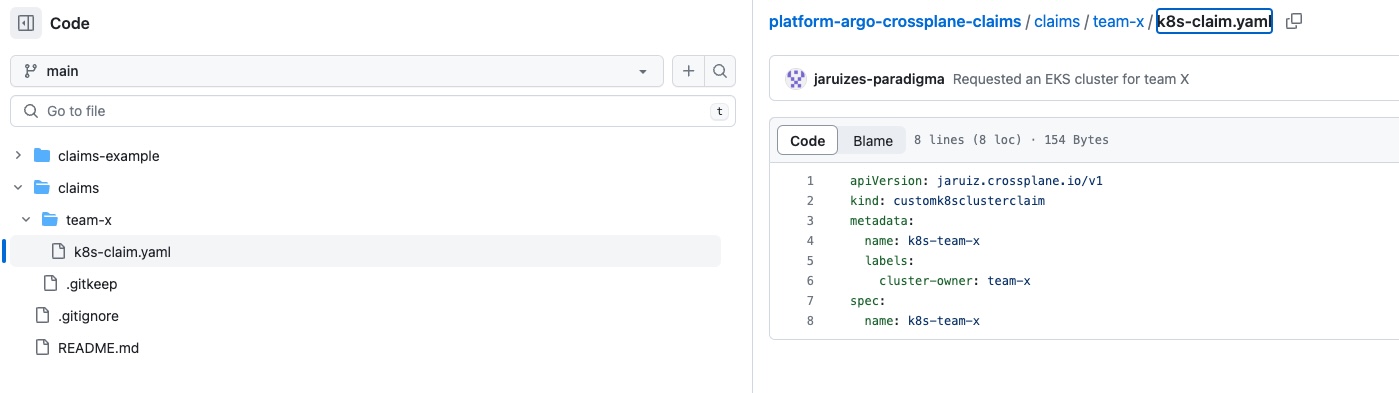 Code
main
Go to file
t
claims-example
claims
team-x
k8s-claim.yaml
.gitkeep
.gitignore
README.md
platform-argo-crossplane-claims / claims / team-x / k8s-claim.yaml
jaruizes-paradigma Requested an EKS cluster for team X
Code Blame 8 lines (8 loc) · 154 Bytes
1 apiVersion: jaruiz.crossplane.io/v1
2 kind: customk8sclusterclaim
3 metadata:
4   name: k8s-team-x
5   labels:
6     cluster-owner: team-x
7 spec:
8   name: k8s-team-x